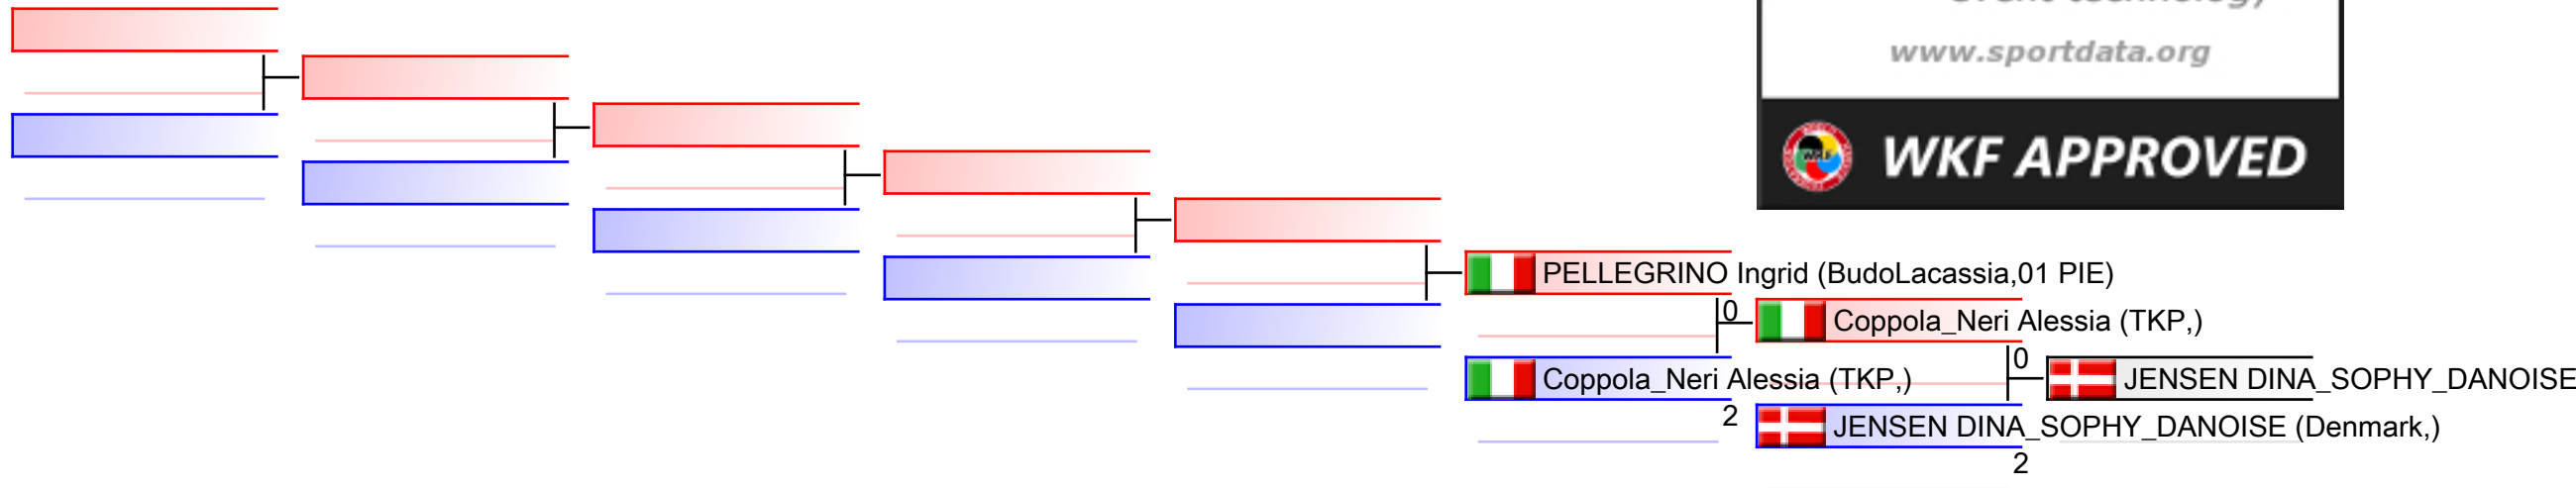 www.sportdata.org
WKF APPROVED
PELLEGRINO Ingrid (BudoLacassia,01 PIE)
0
Coppola_Neri Alessia (TKP,)
0
Coppola_Neri Alessia (TKP,)
JENSEN DINA_SOPHY_DANOISE
2
JENSEN DINA_SOPHY_DANOISE (Denmark,)
2